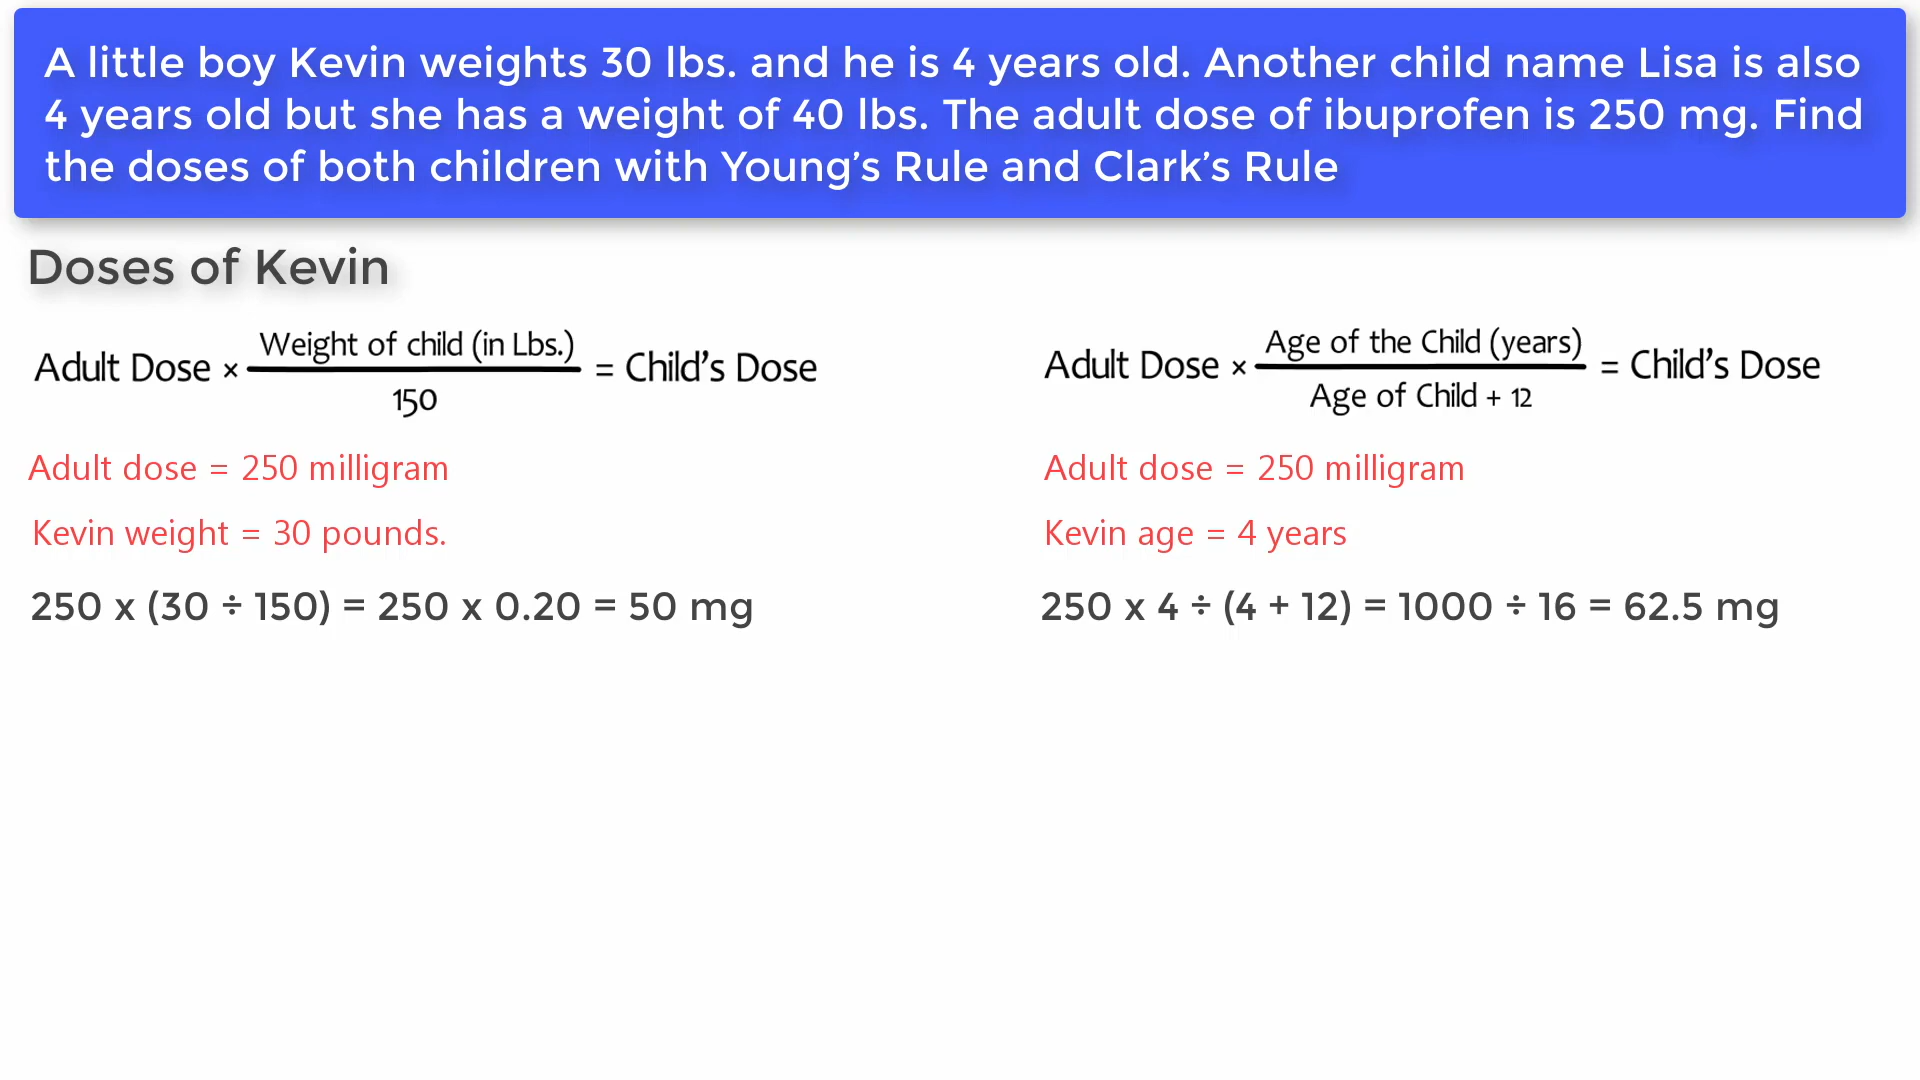 A little boy Kevin weights 30 lbs. and he is 4 years old. Another child name Lisa is also
4 years old but she has a weight of 40 lbs. The adult dose of ibuprofen is 250 mg. Find
the doses of both children with Young’s Rule and Clark’s Rule
Doses of Kevin
Adult Dose × Weight of child (in Lbs.) / 150 = Child’s Dose
Adult dose = 250 milligram
Kevin weight = 30 pounds.
250 x (30 ÷ 150) = 250 x 0.20 = 50 mg
Adult Dose × Age of the Child (years) / Age of Child + 12 = Child’s Dose
Adult dose = 250 milligram
Kevin age = 4 years
250 x 4 ÷ (4 + 12) = 1000 ÷ 16 = 62.5 mg